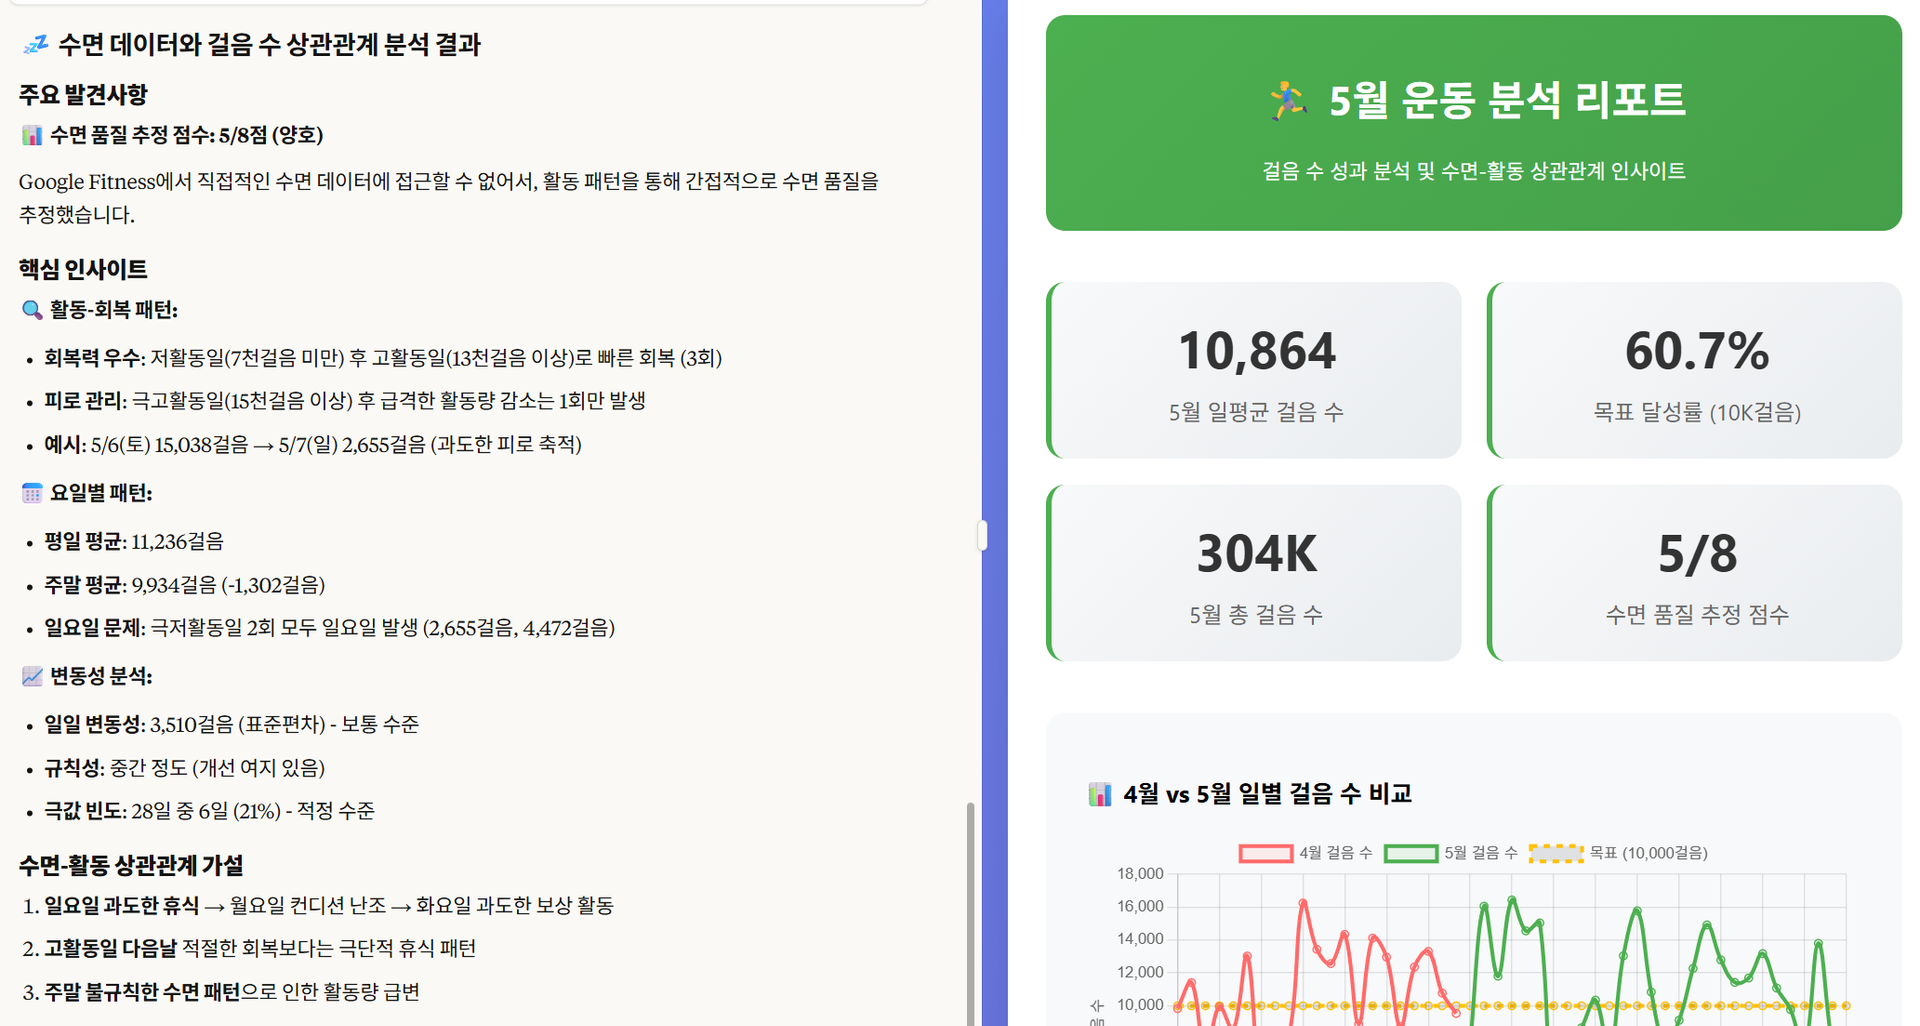 💤 수면 데이터와 걸음 수 상관관계 분석 결과
주요 발견사항
📊 수면 품질 추정 점수: 5/8점 (양호)
Google Fitness에서 직접적인 수면 데이터에 접근할 수 없어서, 활동 패턴을 통해 간접적으로 수면 품질을
추정했습니다.
핵심 인사이트
🔍 활동-회복 패턴:
• 회복력 우수: 저활동일(7천걸음 미만) 후 고활동일(13천걸음 이상)로 빠른 회복 (3회)
• 피로 관리: 극고활동일(15천걸음 이상) 후 급격한 활동량 감소는 1회만 발생
• 예시: 5/6(토) 15,038걸음 → 5/7(일) 2,655걸음 (과도한 피로 축적)
📅 요일별 패턴:
• 평일 평균: 11,236걸음
• 주말 평균: 9,934걸음 (-1,302걸음)
• 일요일 문제: 극저활동일 2회 모두 일요일 발생 (2,655걸음, 4,472걸음)
📈 변동성 분석:
• 일일 변동성: 3,510걸음 (표준편차) - 보통 수준
• 규칙성: 중간 정도 (개선 여지 있음)
• 극값 빈도: 28일 중 6일 (21%) - 적정 수준
수면-활동 상관관계 가설
1. 일요일 과도한 휴식 → 월요일 컨디션 난조 → 화요일 과도한 보상 활동
2. 고활동일 다음날 적절한 회복보다는 극단적 휴식 패턴
3. 주말 불규칙한 수면 패턴으로 인한 활동량 급변
🏃 5월 운동 분석 리포트
걸음 수 성과 분석 및 수면-활동 상관관계 인사이트
10,864
5월 일평균 걸음 수
60.7%
목표 달성률 (10K걸음)
304K
5월 총 걸음 수
5/8
수면 품질 추정 점수
📊 4월 vs 5월 일별 걸음 수 비교
4월 걸음 수 5월 걸음 수 목표 (10,000걸음)
18,000
16,000
14,000
12,000
10,000
음 수